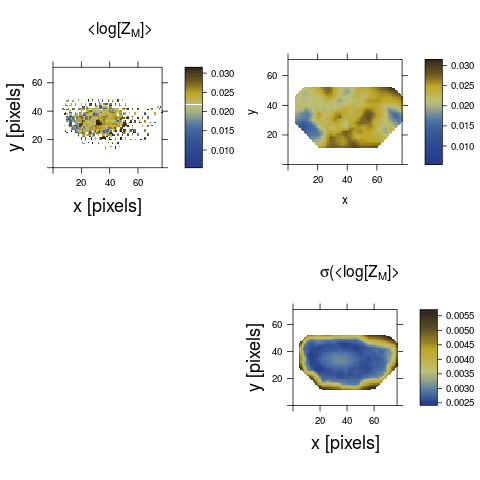 <log[Z_M]>
y [pixels]
60
40
20
20 40 60
x [pixels]
0.030
0.025
0.020
0.015
0.010
y
60
40
20
20 40 60
x
0.030
0.025
0.020
0.015
0.010
σ(<log[Z_M]>
y [pixels]
60
40
20
20 40 60
x [pixels]
0.0055
0.0050
0.0045
0.0040
0.0035
0.0030
0.0025